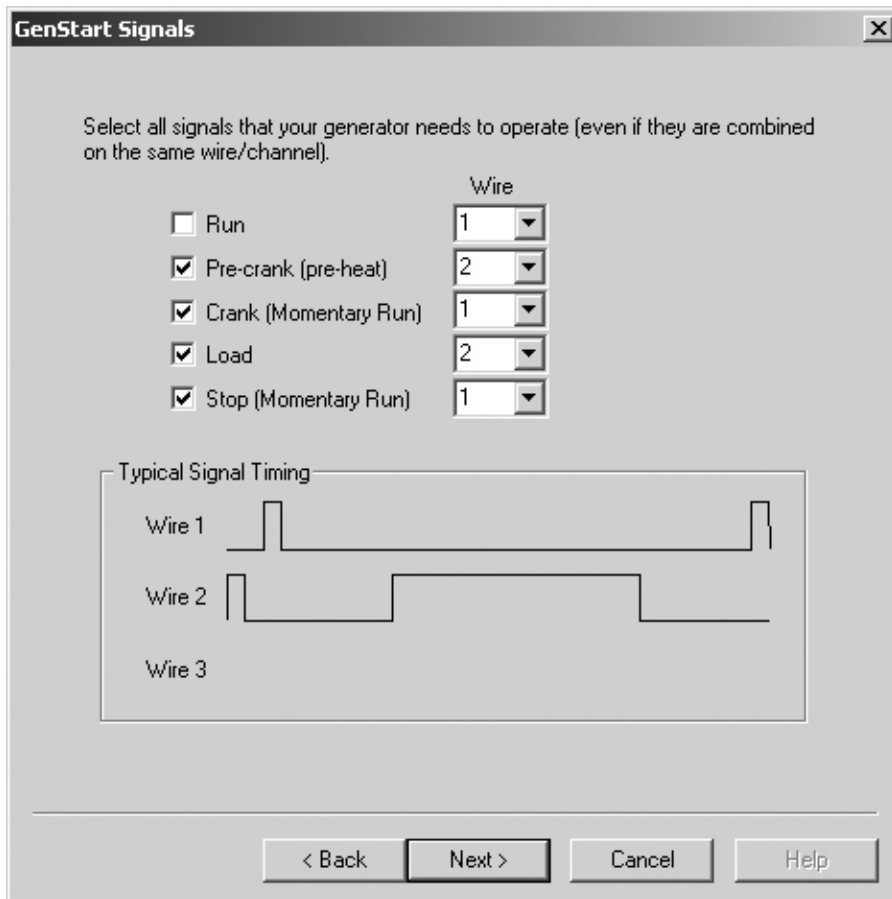 GenStart Signals
Select all signals that your generator needs to operate (even if they are combined
on the same wire/channel).
Wire
Run 1
Pre-crank (pre-heat) 2
Crank (Momentary Run) 1
Load 2
Stop (Momentary Run) 1
Typical Signal Timing
Wire 1
Wire 2
Wire 3
< Back Next > Cancel Help